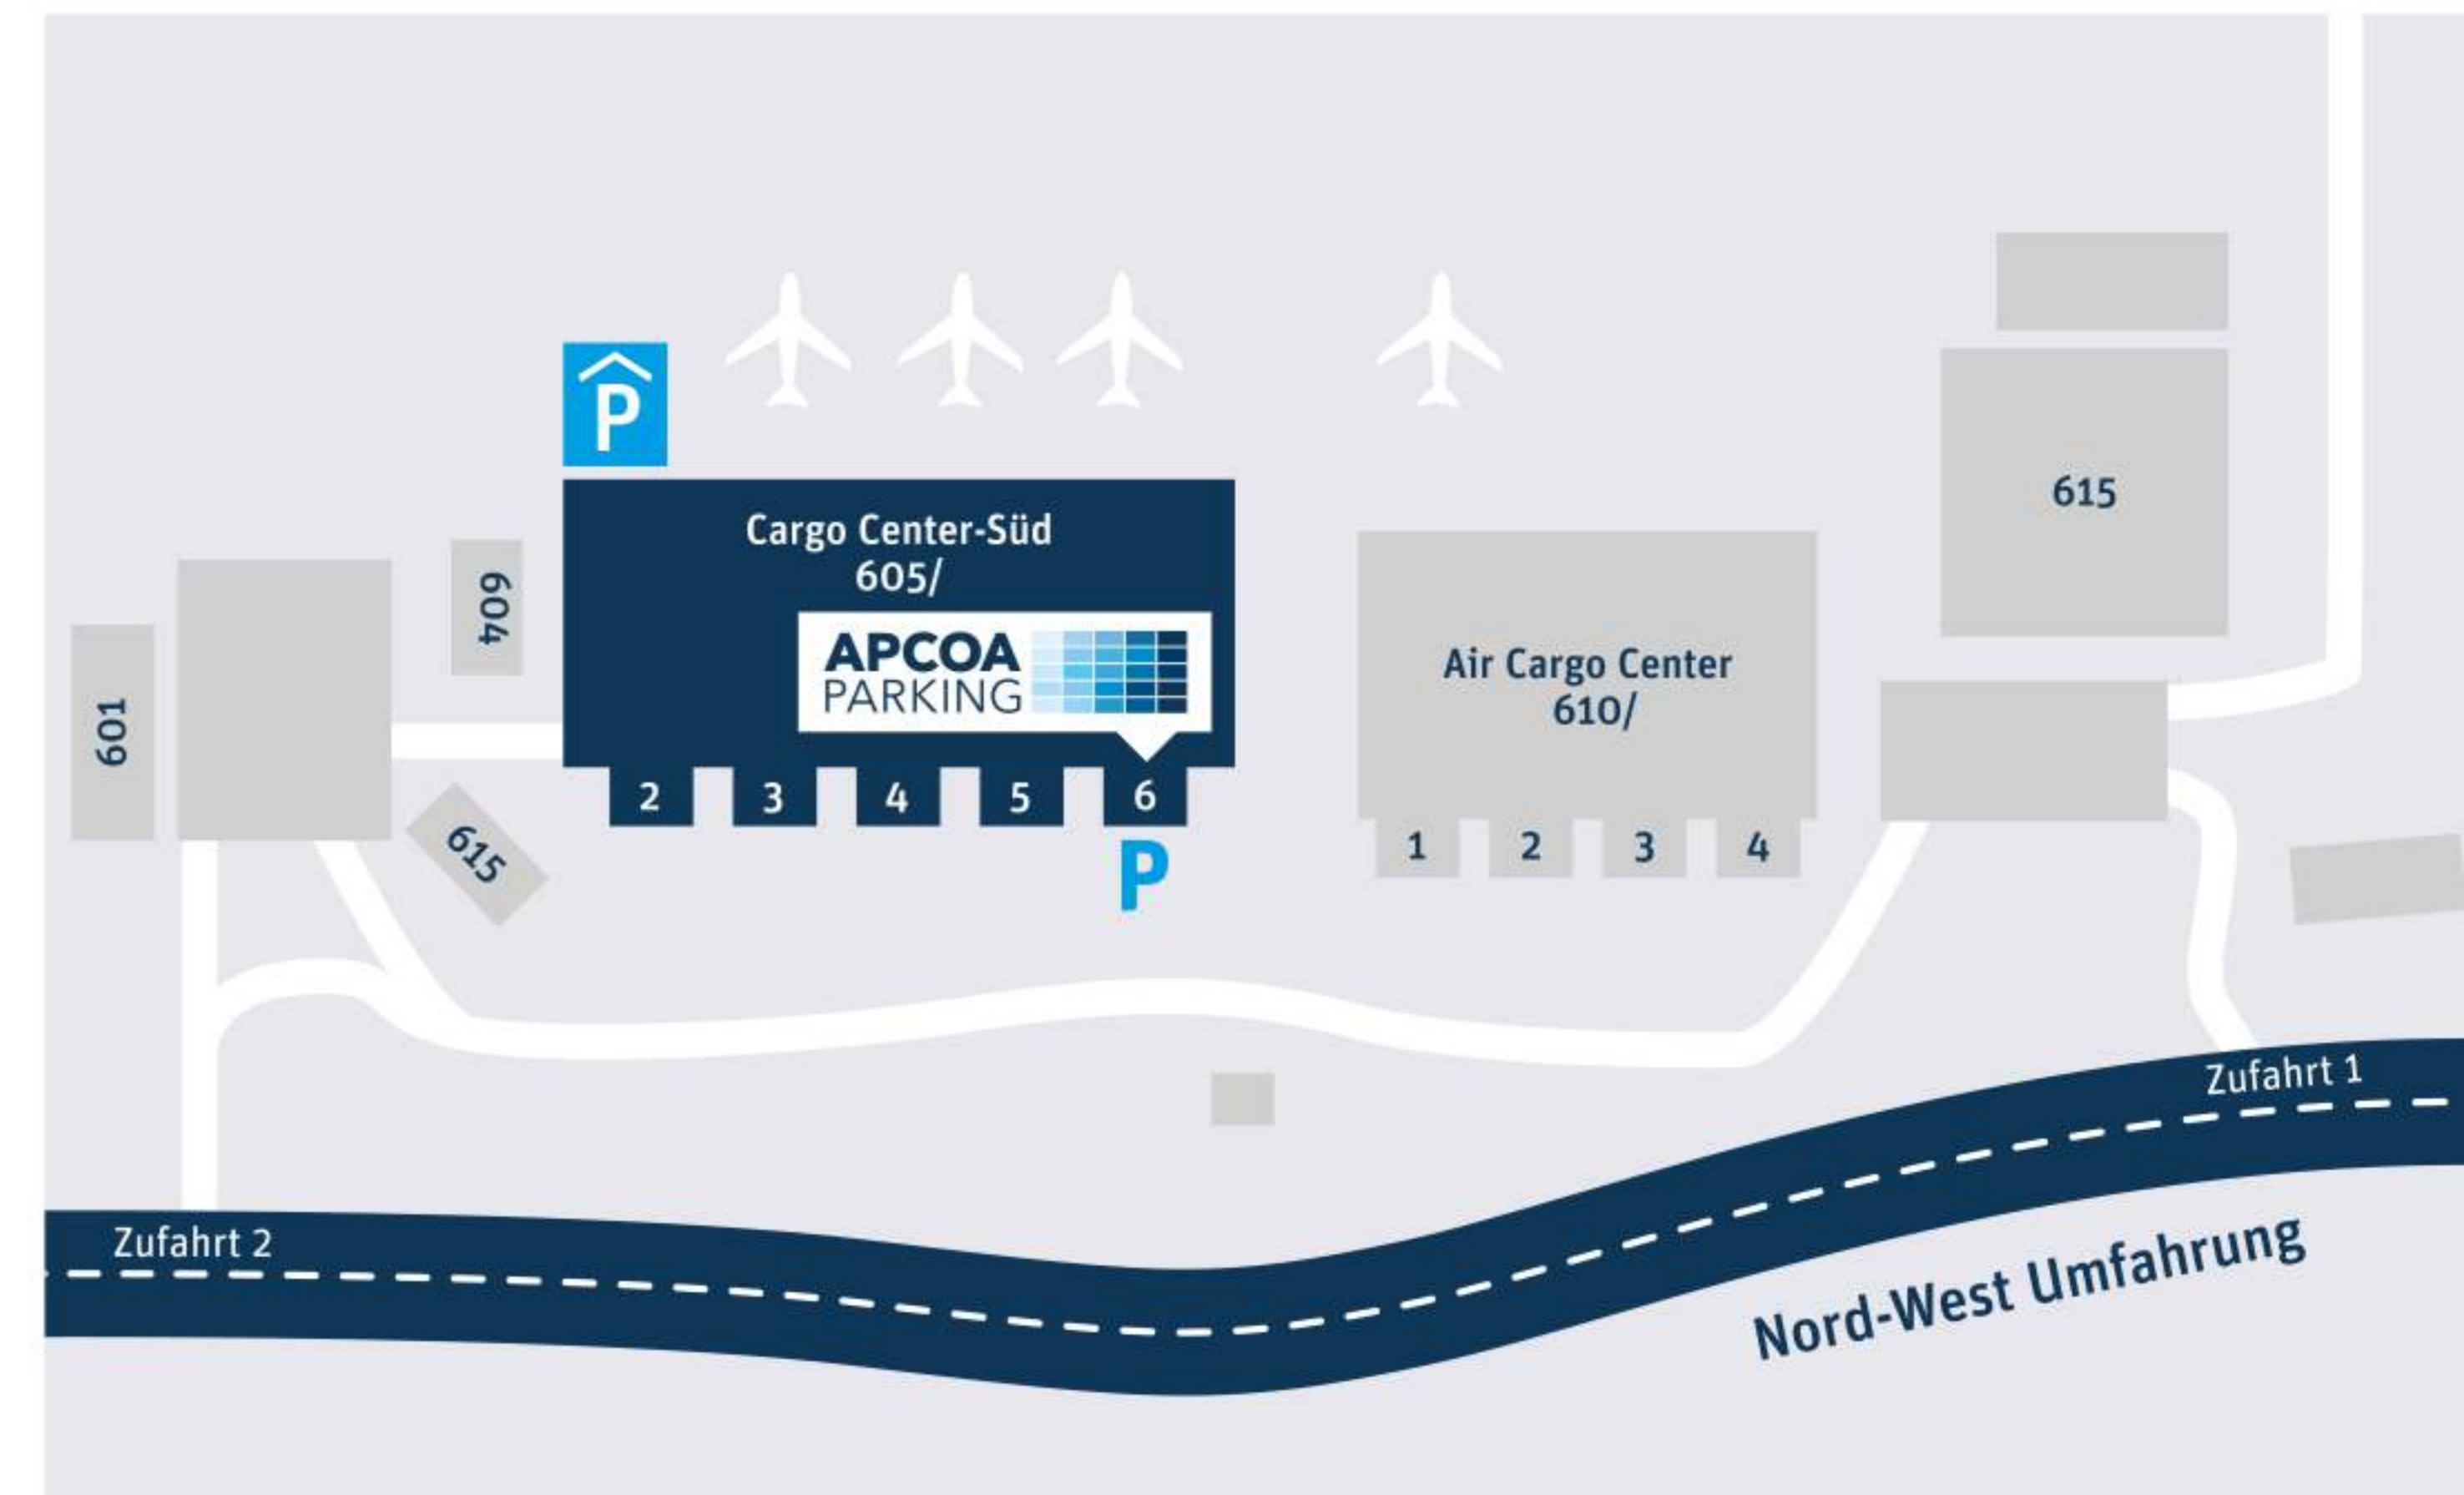 P
Cargo Center-Süd
605/
APCOA
PARKING
2 3 4 5 6
P
601
604
615
Air Cargo Center
610/
1 2 3 4
615
Zufahrt 1
Zufahrt 2
Nord-West Umfahrung